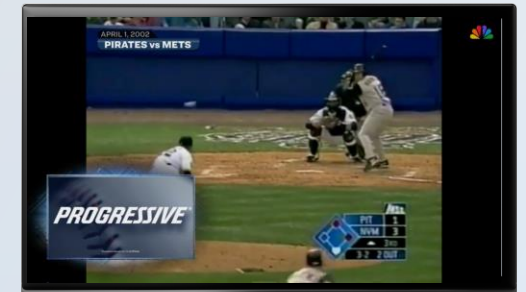 APRIL 1, 2002
PIRATES vs METS
PROGRESSIVE
PIT 1
NYM 3
3-2 2 OUT